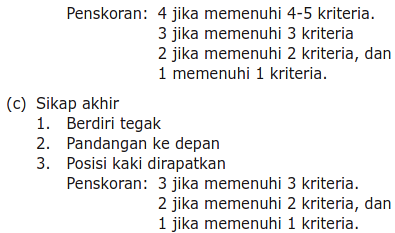 Penskoran: 4 jika memenuhi 4-5 kriteria.
3 jika memenuhi 3 kriteria
2 jika memenuhi 2 kriteria, dan
1 memenuhi 1 kriteria.
(c) Sikap akhir
1. Berdiri tegak
2. Pandangan ke depan
3. Posisi kaki dirapatkan
Penskoran: 3 jika memenuhi 3 kriteria.
2 jika memenuhi 2 kriteria, dan
1 jika memenuhi 1 kriteria.